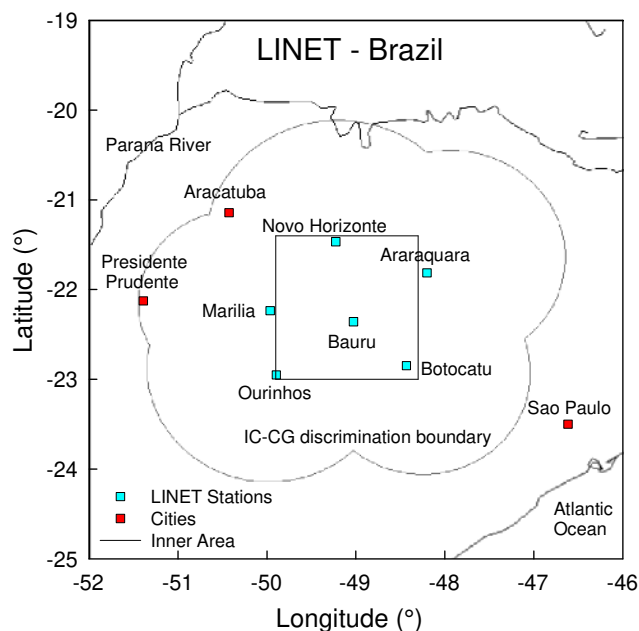 LINET - Brazil
-19
-20
-21
-22
-23
-24
-25
Latitude (°)
Parana River
Aracatuba
Novo Horizonte
Araraquara
Presidente
Prudente
Marilia
Bauru
Botocatu
Ourinhos
Sao Paulo
IC-CG discrimination boundary
LINET Stations
Cities
Inner Area
Atlantic
Ocean
-52
-51
-50
-49
-48
-47
-46
Longitude (°)